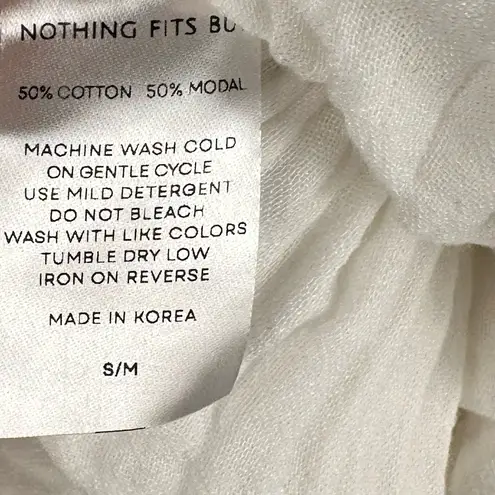 NOTHING FITS BU
50% COTTON 50% MODAL
MACHINE WASH COLD
ON GENTLE CYCLE
USE MILD DETERGENT
DO NOT BLEACH
WASH WITH LIKE COLORS
TUMBLE DRY LOW
IRON ON REVERSE
MADE IN KOREA
S/M